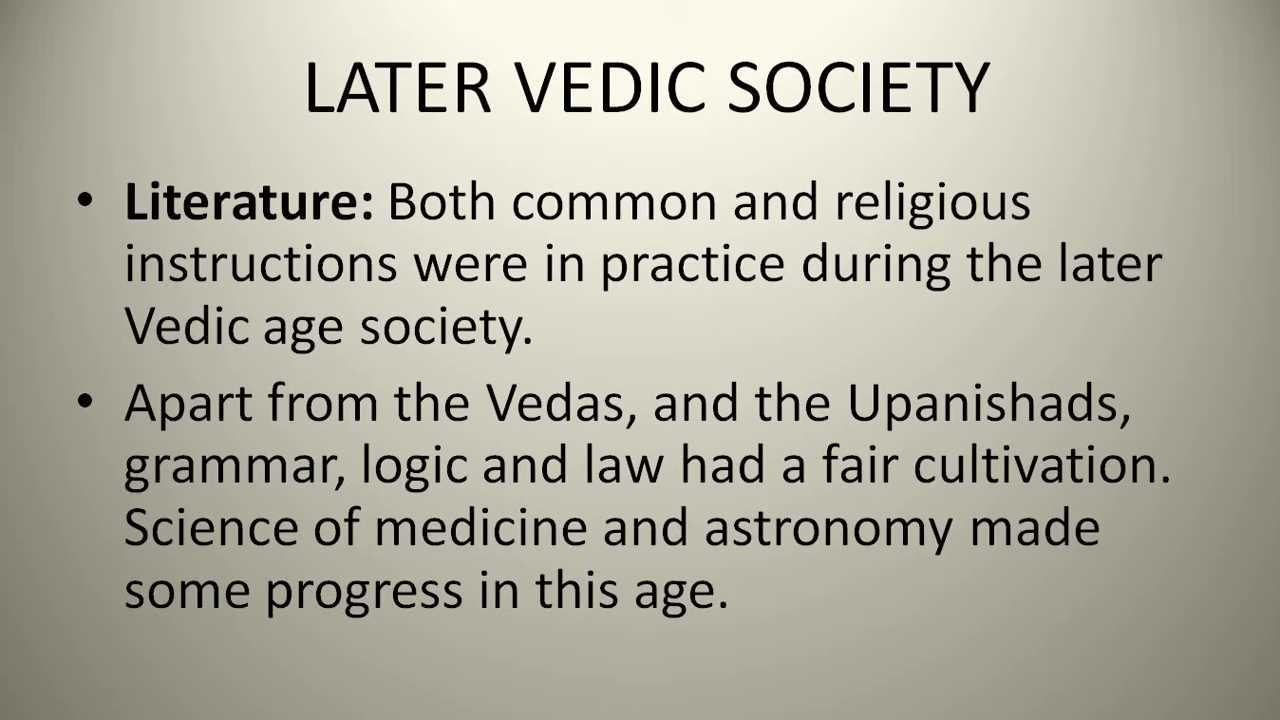 LATER VEDIC SOCIETY
• Literature: Both common and religious
instructions were in practice during the later
Vedic age society.
• Apart from the Vedas, and the Upanishads,
grammar, logic and law had a fair cultivation.
Science of medicine and astronomy made
some progress in this age.